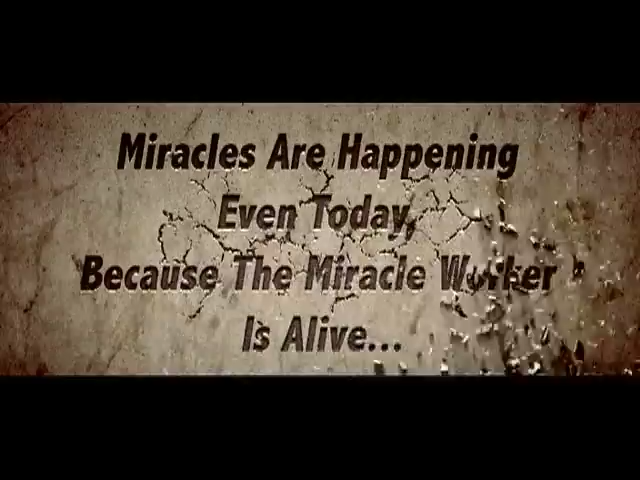 Miracles Are Happening
Even Today,
Because The Miracle Worker "
Is Alive...